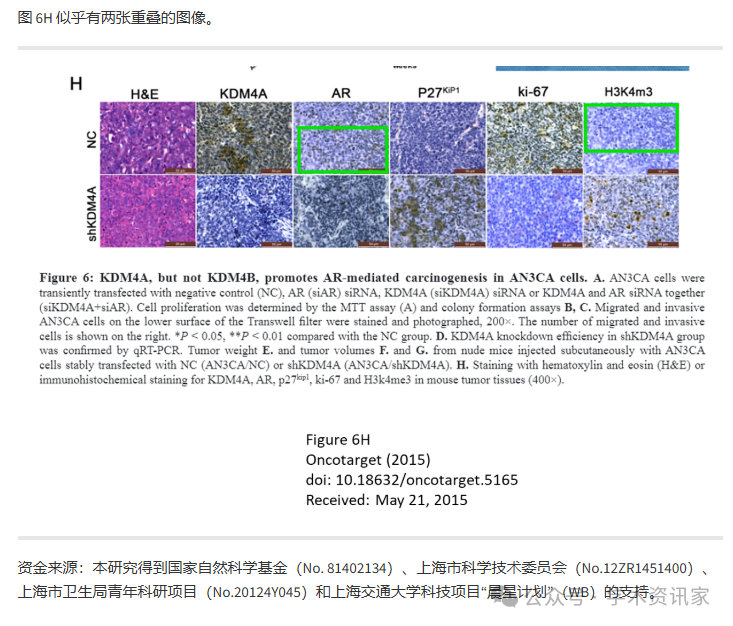 图 6H 似乎有两张重叠的图像。
weeks
H
H&E KDM4A AR P27KiP1 ki-67 H3K4m3
NC
shKDM4A
Figure 6: KDM4A, but not KDM4B, promotes AR-mediated carcinogenesis in AN3CA cells. A. AN3CA cells were
transiently transfected with negative control (NC), AR (siAR) siRNA, KDM4A (siKDM4A) siRNA or KDM4A and AR siRNA together
(siKDM4A+siAR). Cell proliferation was determined by the MTT assay (A) and colony formation assays B, C. Migrated and invasive
AN3CA cells on the lower surface of the Transwell filter were stained and photographed, 200×. The number of migrated and invasive
cells is shown on the right. *P < 0.05, **P < 0.01 compared with the NC group. D. KDM4A knockdown efficiency in shKDM4A group
was confirmed by qRT-PCR. Tumor weight E. and tumor volumes F. and G. from nude mice injected subcutaneously with AN3CA
cells stably transfected with NC (AN3CA/NC) or shKDM4A (AN3CA/shKDM4A). H. Staining with hematoxylin and eosin (H&E) or
immunohistochemical staining for KDM4A, AR, p27kip1, ki-67 and H3k4me3 in mouse tumor tissues (400×).
Figure 6H
Oncotarget (2015)
doi: 10.18632/oncotarget.5165
Received: May 21, 2015
资金来源：本研究得到国家自然科学基金（No. 81402134）、上海市科学技术委员会（No.12ZR1451400）、
上海市卫生局青年科研项目（No.20124Y045）和上海交通大学科技项目“晨星计划”（WB）的支持。
公众号 · 学术资讯家